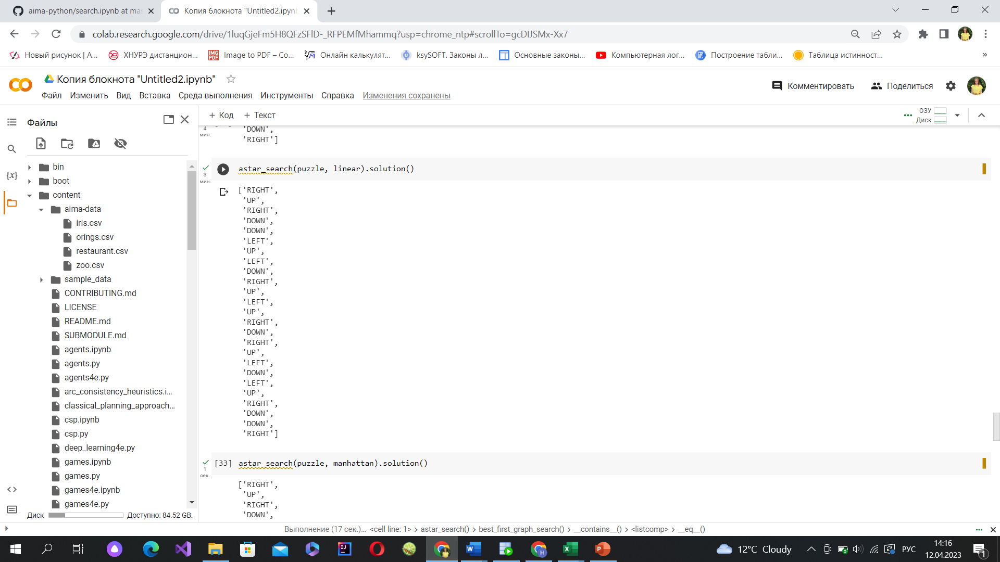 aima-python/search.ipynb at mas
Копия блокнота "Untitled2.ipynb"
colab.research.google.com/drive/1luqGjeFm5H8QFzSFlD-_RFPEMfMhammq?usp=chrome_ntp#scrollTo=gcDIJSMx-Xx7
Новый рисунок | А...
ХНУРЭ дистанцион...
Image to PDF – Co...
Онлайн калькулят...
ksySOFT. Законы л...
Основные законы...
Компьютерная лог...
Построение табли...
Таблица истинност...
»
Копия блокнота "Untitled2.ipynb"
Файл Изменить Вид Вставка Среда выполнения Инструменты Справка Изменения сохранены
Комментировать
Поделиться
Файлы
+ Код + Текст
ОЗУ
Диск
bin
boot
content
aima-data
iris.csv
orings.csv
restaurant.csv
zoo.csv
sample_data
CONTRIBUTING.md
LICENSE
README.md
SUBMODULE.md
agents.ipynb
agents.py
agents4e.py
arc_consistency_heuristics.i...
classical_planning_approach...
csp.ipynb
csp.py
deep_learning4e.py
games.ipynb
games.py
games4e.ipynb
games4e.py
Диск Доступно: 84.52 GB.
4
мин.
'DOWN',
'RIGHT']
3
мин.
astar_search(puzzle, linear).solution()
['RIGHT',
'UP',
'RIGHT',
'DOWN',
'DOWN',
'LEFT',
'UP',
'LEFT',
'DOWN',
'RIGHT',
'UP',
'LEFT',
'UP',
'RIGHT',
'DOWN',
'RIGHT',
'UP',
'LEFT',
'DOWN',
'LEFT',
'UP',
'RIGHT',
'DOWN',
'DOWN',
'RIGHT']
1
сек.
[33] astar_search(puzzle, manhattan).solution()
['RIGHT',
'UP',
'RIGHT',
'DOWN',
Выполнение (17 сек.)... <cell line: 1> > astar_search() > best_first_graph_search() > __contains__() > <listcomp> > __eq__()
12°C Cloudy
РУС
14:16
12.04.2023
1